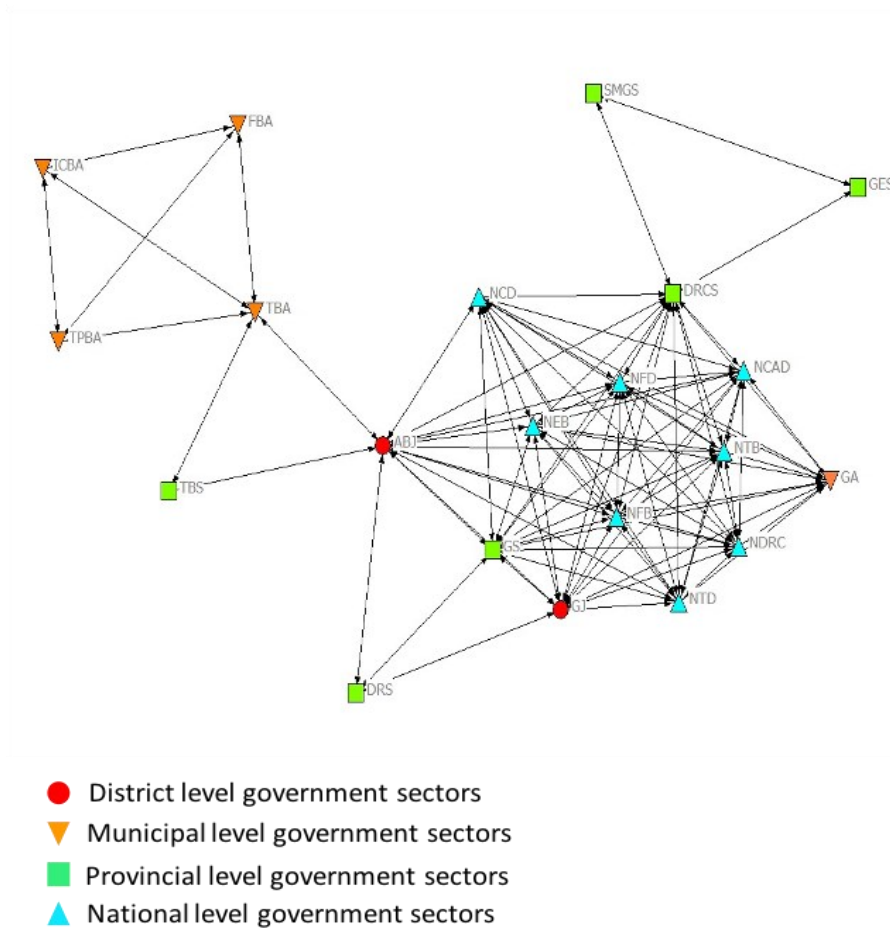 SMGS
FBA
ICBA
GES
DRCS
NCD
TBA
TPBA
NCAD
NFD
NEB
ABJ
NTB
GA
TBS
NFB
NDRC
GS
NTD
GJ
DRS
District level government sectors
Municipal level government sectors
Provincial level government sectors
National level government sectors